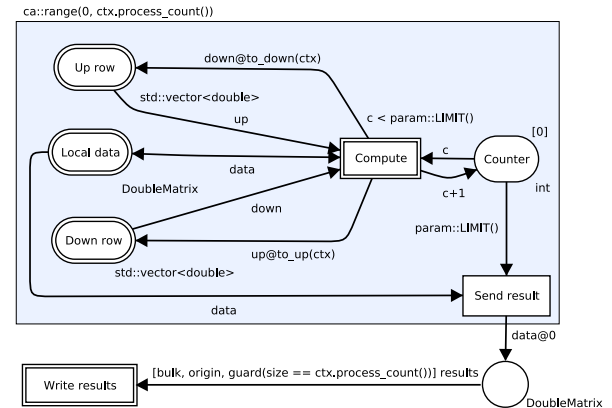 ca::range(0, ctx.process_count())
down@to_down(ctx)
Up row
std::vector<double>
up
c < param::LIMIT()
[0]
Local data
Compute
c
Counter
data
c+1
int
DoubleMatrix
down
Down row
param::LIMIT()
up@to_up(ctx)
std::vector<double>
Send result
data
data@0
[bulk, origin, guard(size == ctx.process_count())] results
Write results
DoubleMatrix